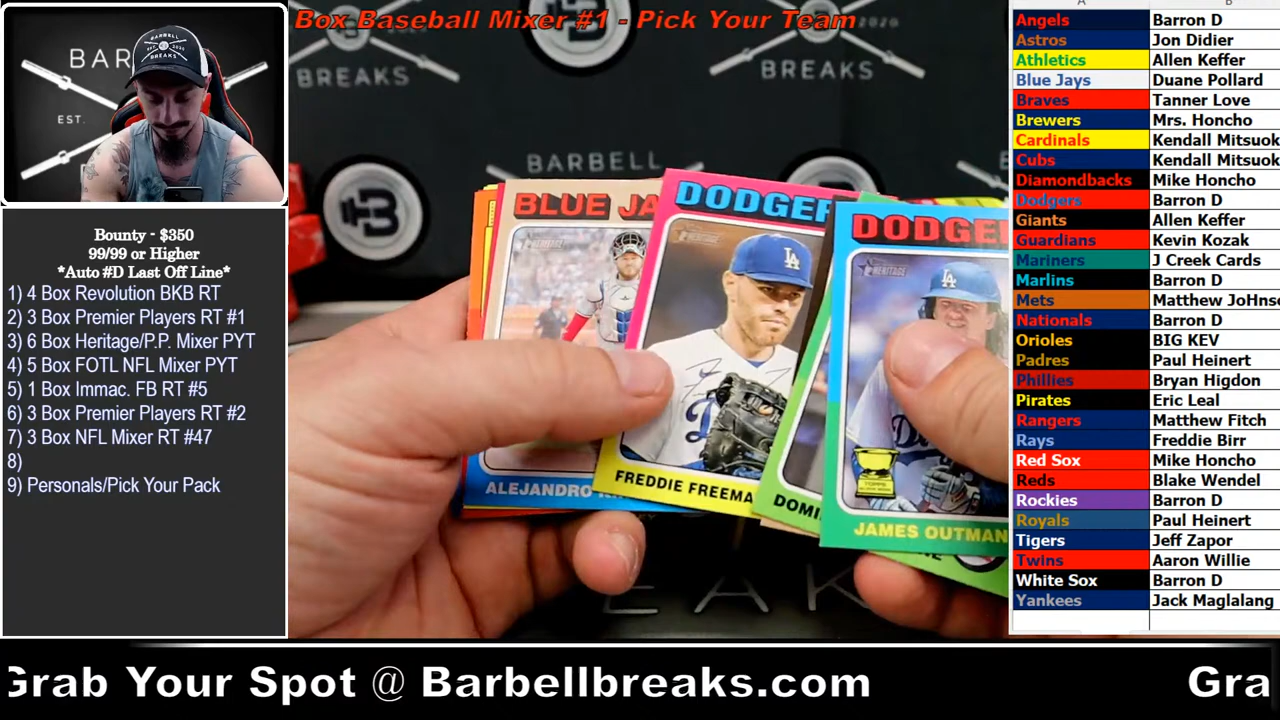 Box Baseball Mixer #1 - Pick Your Team
BAR
EST.
BARBELL
BREAKS
BREAKS
BREAKS
BARBELL
Bounty - $350
99/99 or Higher
*Auto #D Last Off Line*
1) 4 Box Revolution BKB RT
2) 3 Box Premier Players RT #1
3) 6 Box Heritage/P.P. Mixer PYT
4) 5 Box FOTL NFL Mixer PYT
5) 1 Box Immac. FB RT #5
6) 3 Box Premier Players RT #2
7) 3 Box NFL Mixer RT #47
8)
9) Personals/Pick Your Pack
BLUE JA
HERITAGE
ALEJANDRO
DODGER
HERITAGE
FREDDIE FREEMA
DOMI
DODGE
HERITAGE
JAMES OUTMAN
E A K
A B
Angels Barron D
Astros Jon Didier
Athletics Allen Keffer
Blue Jays Duane Pollard
Braves Tanner Love
Brewers Mrs. Honcho
Cardinals Kendall Mitsuok
Cubs Kendall Mitsuok
Diamondbacks Mike Honcho
Dodgers Barron D
Giants Allen Keffer
Guardians Kevin Kozak
Mariners J Creek Cards
Marlins Barron D
Mets Matthew JoHnso
Nationals Barron D
Orioles BIG KEV
Padres Paul Heinert
Phillies Bryan Higdon
Pirates Eric Leal
Rangers Matthew Fitch
Rays Freddie Birr
Red Sox Mike Honcho
Reds Blake Wendel
Rockies Barron D
Royals Paul Heinert
Tigers Jeff Zapor
Twins Aaron Willie
White Sox Barron D
Yankees Jack Maglalang
Grab Your Spot @ Barbellbreaks.com
Gra